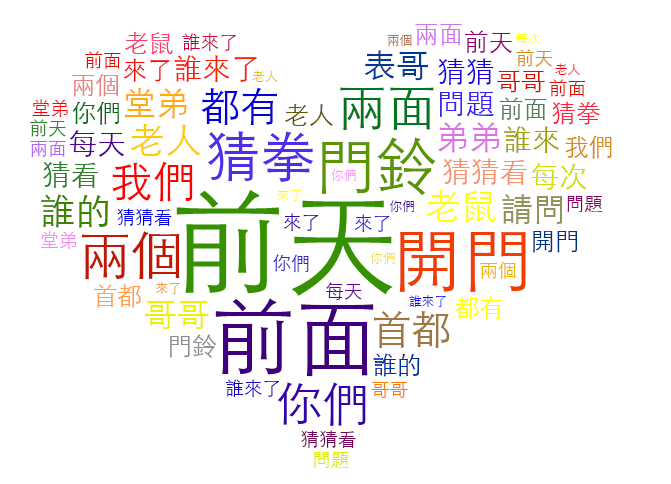 兩個 兩面 前天 每次
老鼠 誰來了
前面 來了 誰來了 表哥 猜猜 哥哥 前天 老人
兩個 老人 前面
堂弟 你們 堂弟 都有 老人 兩面 問題 前面 猜拳
前天 每天 老人 猜拳 門鈴 弟弟 誰來 我們
兩面
猜看 我們 你們 猜猜看 每次
誰的 猜猜看 前天 來了 你們 老鼠 請問 問題
堂弟 兩個 來了 來了 開門 開門
你們 你們 兩個
首都 來了 每天 誰來了
哥哥 前面 首都 都有
門鈴 誰的
誰來了 你們 哥哥
猜猜看
問題